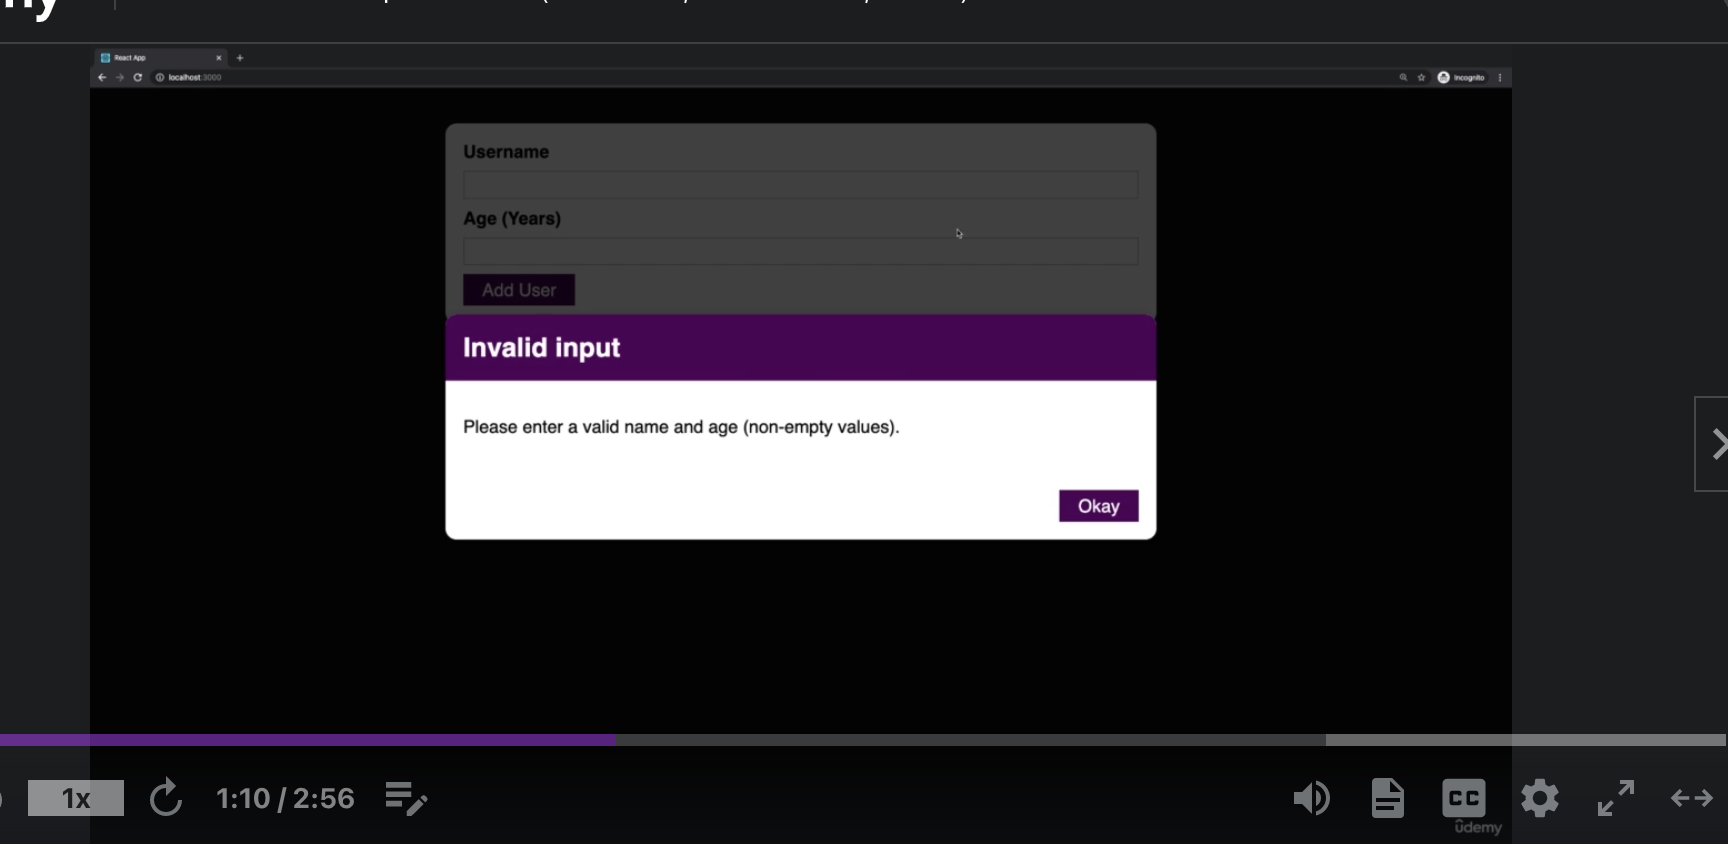 React App
localhost:3000
Incognito
Username
Age (Years)
Add User
Invalid input
Please enter a valid name and age (non-empty values).
Okay
1x
1:10 / 2:56
CC
ûdemy